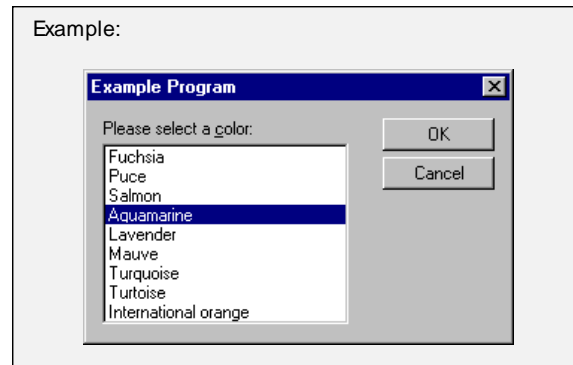 Example:
Example Program
Please select a color:
OK
Fuchsia
Puce
Cancel
Salmon
Aquamarine
Lavender
Mauve
Turquoise
Turtoise
International orange